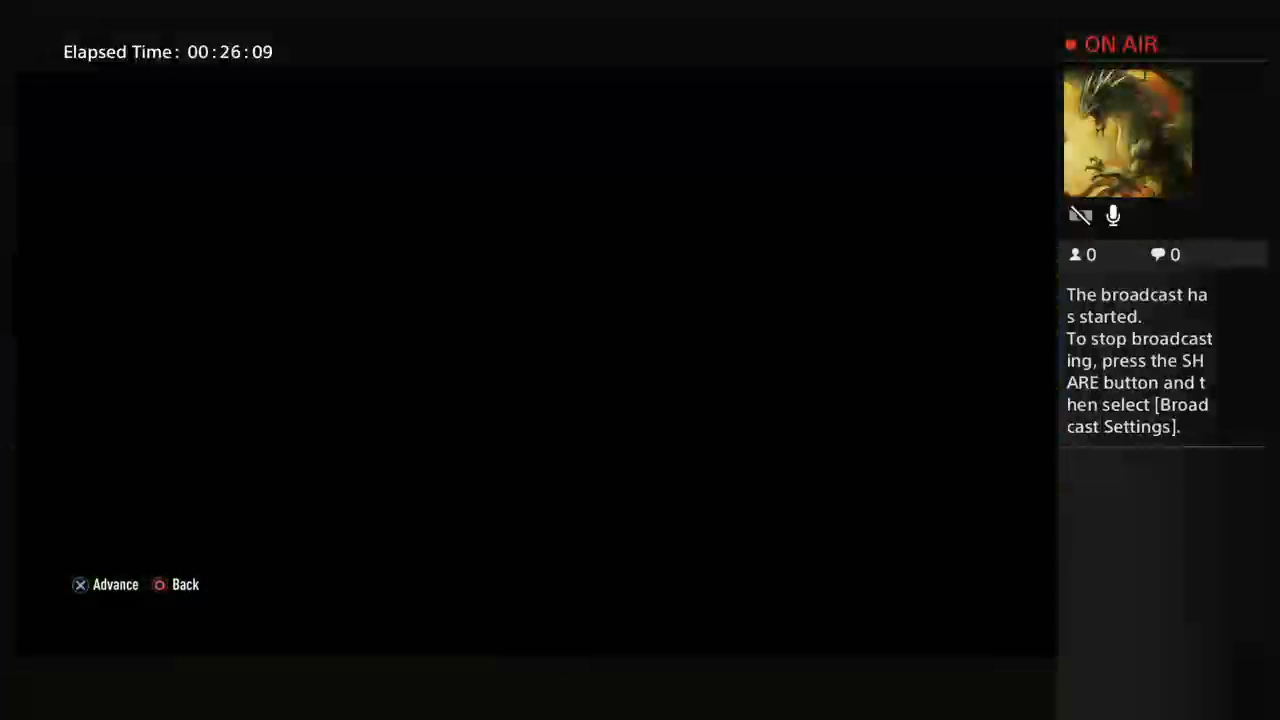 Elapsed Time: 00:26:09
ON AIR
0 0
The broadcast ha
s started.
To stop broadcast
ing, press the SH
ARE button and t
hen select [Broad
cast Settings].
Advance Back